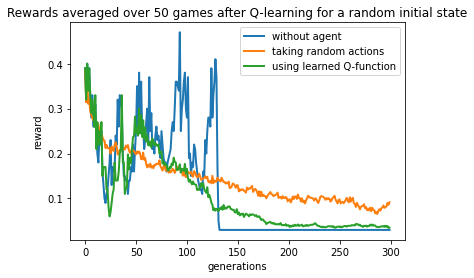 Rewards averaged over 50 games after Q-learning for a random initial state
without agent
taking random actions
using learned Q-function
reward
0.4
0.3
0.2
0.1
0 50 100 150 200 250 300
generations